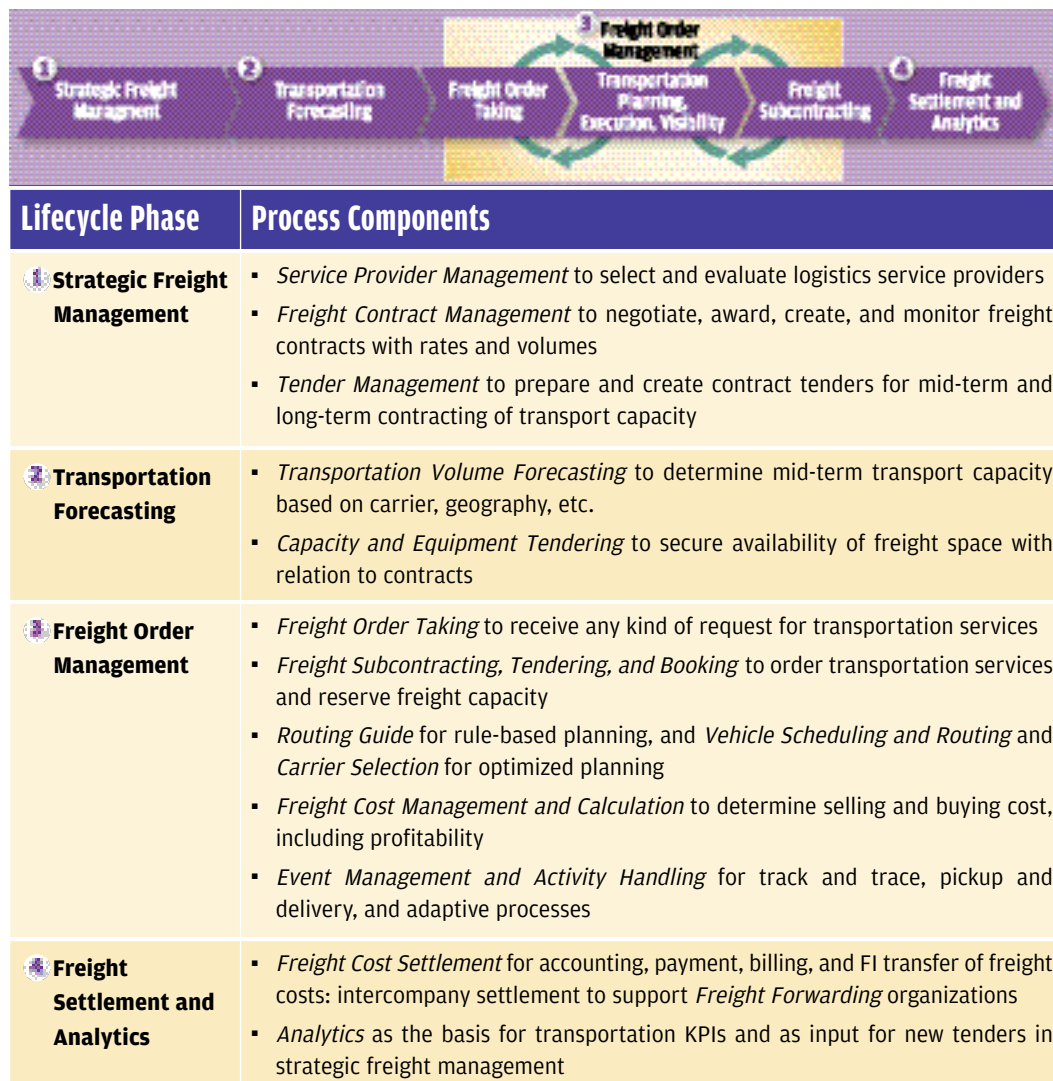 3 Freight Order
Management
1
Strategic Freight
Managment
2
Transportation
Forecasting
Freight Order
Taking
Transportation
Planning,
Execution, Visibility
Freight
Subcontracting
4
Freight
Settlement and
Analytics
Lifecycle Phase
Process Components
1 Strategic Freight
Management
▪ Service Provider Management to select and evaluate logistics service providers
▪ Freight Contract Management to negotiate, award, create, and monitor freight
contracts with rates and volumes
▪ Tender Management to prepare and create contract tenders for mid-term and
long-term contracting of transport capacity
2 Transportation
Forecasting
▪ Transportation Volume Forecasting to determine mid-term transport capacity
based on carrier, geography, etc.
▪ Capacity and Equipment Tendering to secure availability of freight space with
relation to contracts
3 Freight Order
Management
▪ Freight Order Taking to receive any kind of request for transportation services
▪ Freight Subcontracting, Tendering, and Booking to order transportation services
and reserve freight capacity
▪ Routing Guide for rule-based planning, and Vehicle Scheduling and Routing and
Carrier Selection for optimized planning
▪ Freight Cost Management and Calculation to determine selling and buying cost,
including profitability
▪ Event Management and Activity Handling for track and trace, pickup and
delivery, and adaptive processes
4 Freight
Settlement and
Analytics
▪ Freight Cost Settlement for accounting, payment, billing, and FI transfer of freight
costs: intercompany settlement to support Freight Forwarding organizations
▪ Analytics as the basis for transportation KPIs and as input for new tenders in
strategic freight management